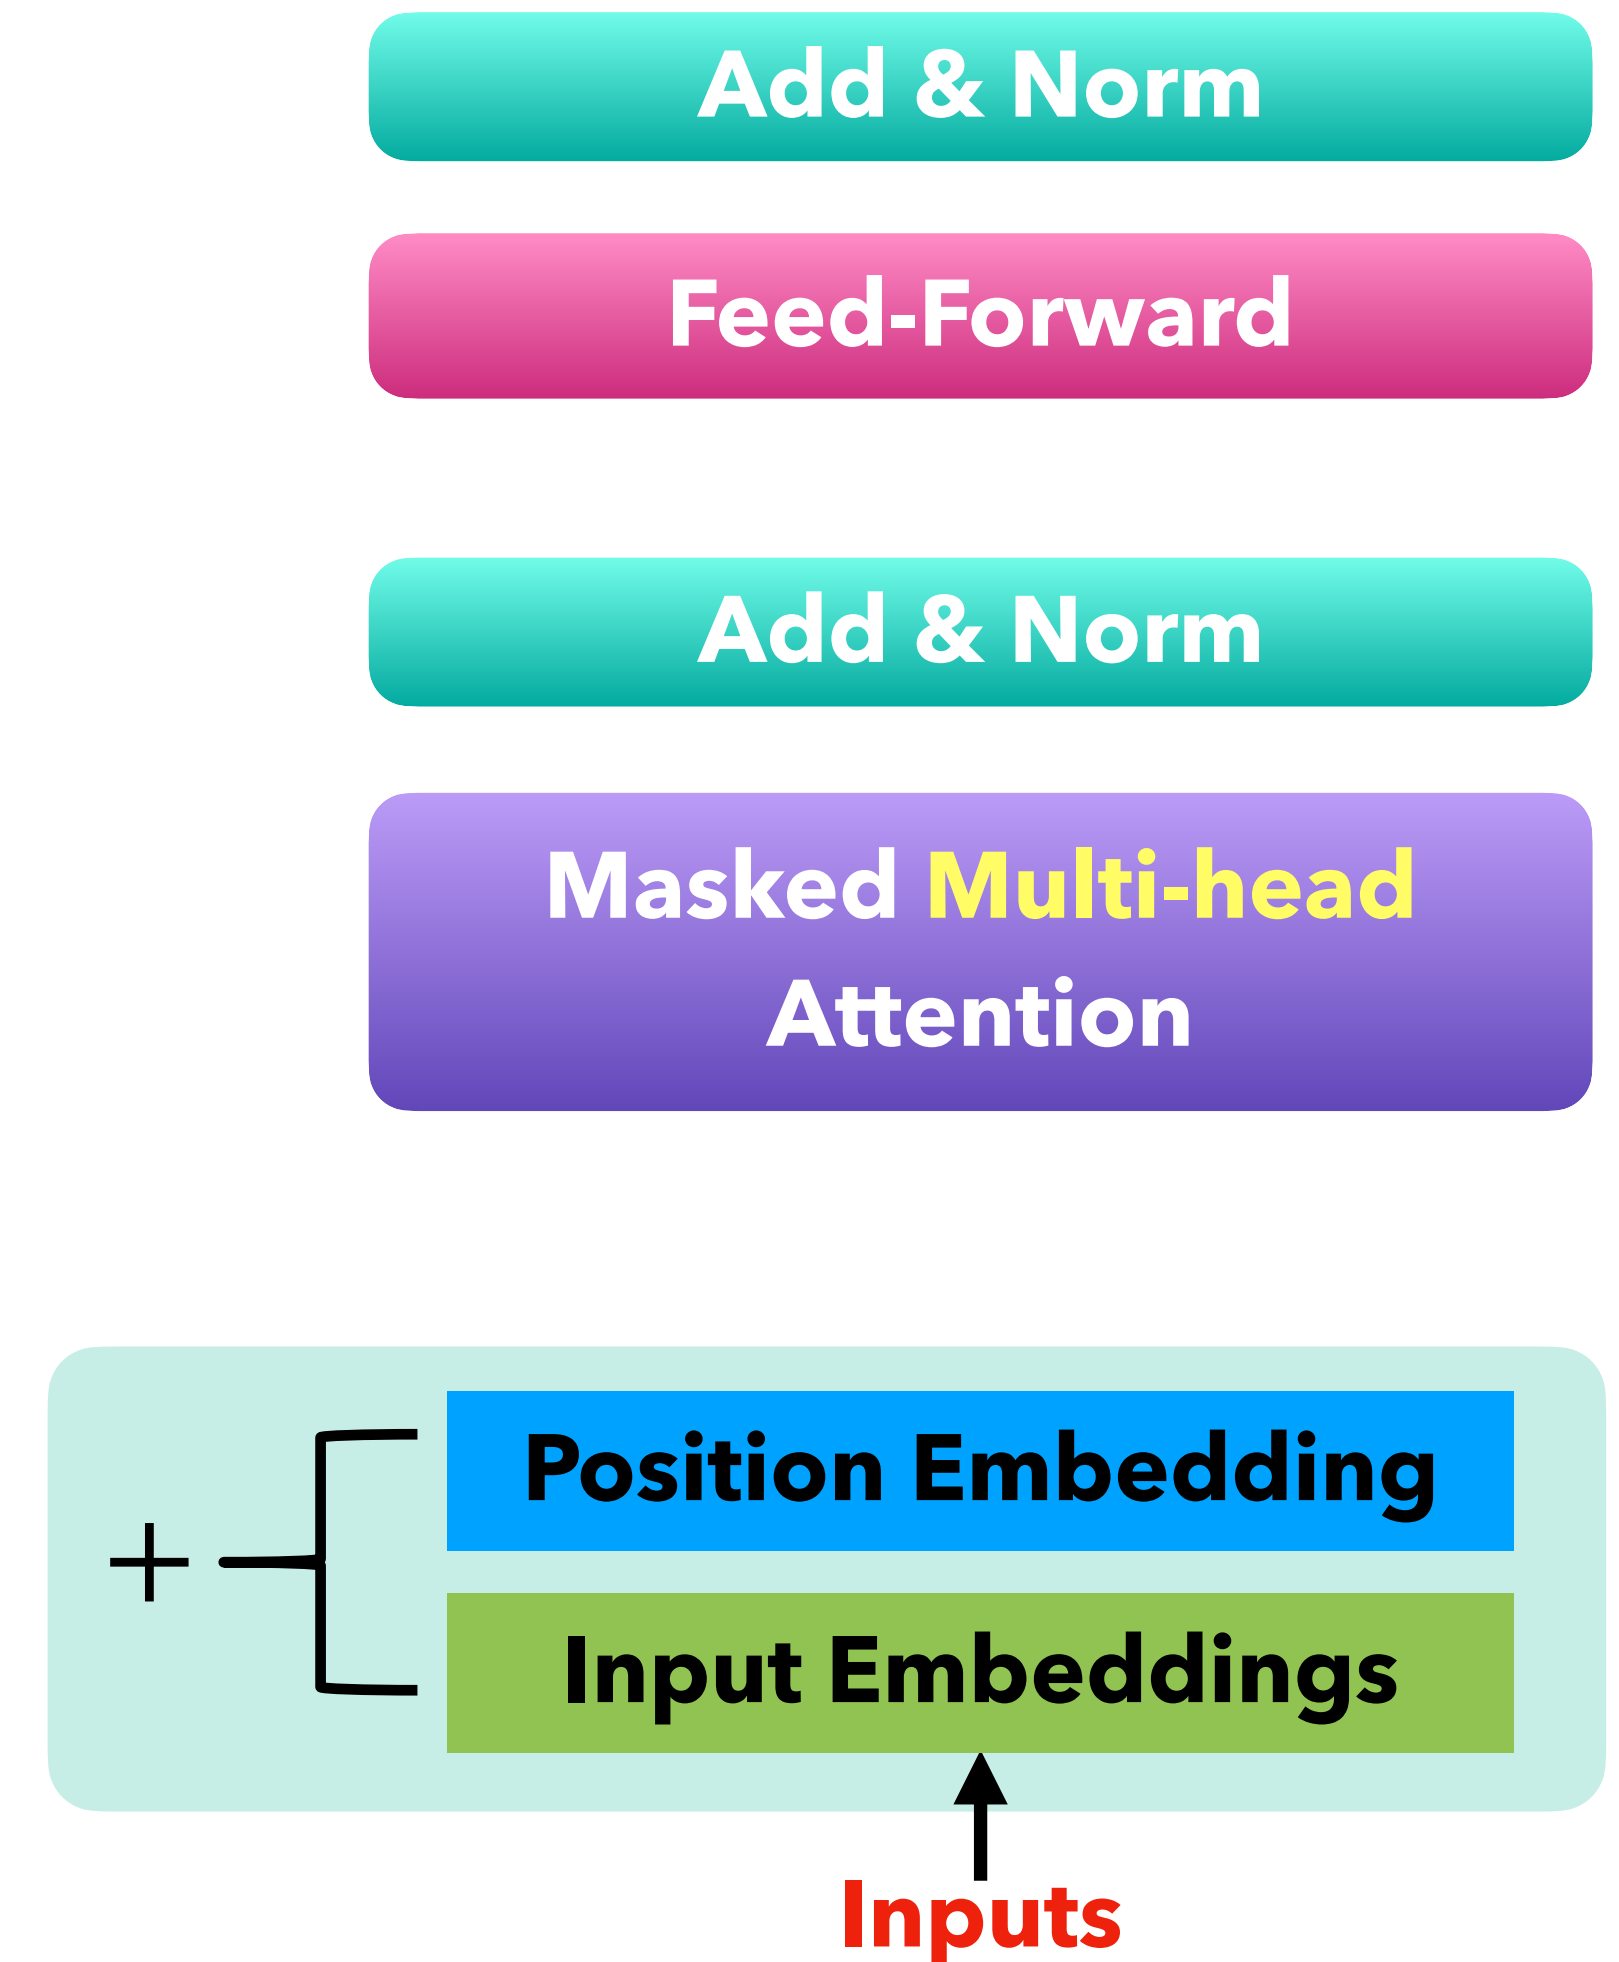 Add & Norm
Feed-Forward
Add & Norm
Masked Multi-head
Attention
Position Embedding
+
Input Embeddings
Inputs